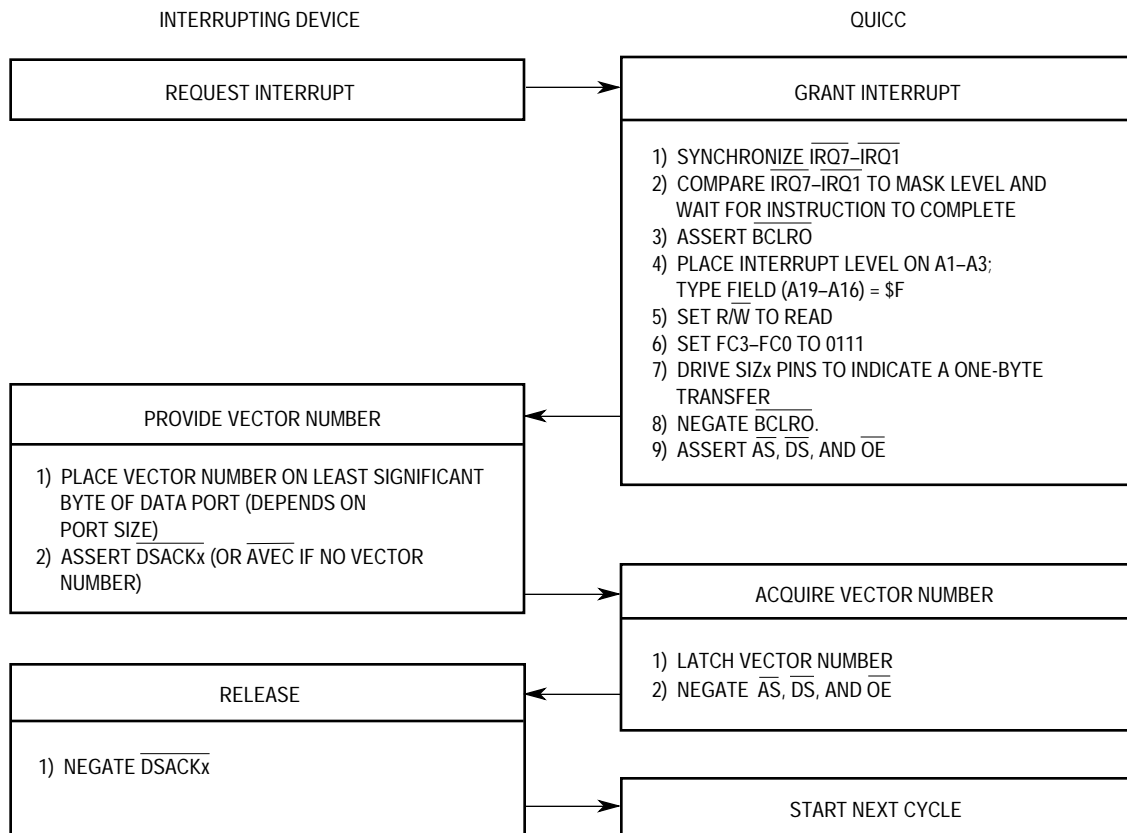 INTERRUPTING DEVICE
QUICC
REQUEST INTERRUPT
GRANT INTERRUPT
1) SYNCHRONIZE IRQ7–IRQ1
2) COMPARE IRQ7–IRQ1 TO MASK LEVEL AND
WAIT FOR INSTRUCTION TO COMPLETE
3) ASSERT BCLRO
4) PLACE INTERRUPT LEVEL ON A1–A3;
TYPE FIELD (A19–A16) = $F
5) SET R/W TO READ
6) SET FC3–FC0 TO 0111
7) DRIVE SIZx PINS TO INDICATE A ONE-BYTE
TRANSFER
8) NEGATE BCLRO.
9) ASSERT AS, DS, AND OE
PROVIDE VECTOR NUMBER
1) PLACE VECTOR NUMBER ON LEAST SIGNIFICANT
BYTE OF DATA PORT (DEPENDS ON
PORT SIZE)
2) ASSERT DSACKx (OR AVEC IF NO VECTOR
NUMBER)
ACQUIRE VECTOR NUMBER
1) LATCH VECTOR NUMBER
2) NEGATE AS, DS, AND OE
RELEASE
1) NEGATE DSACKx
START NEXT CYCLE